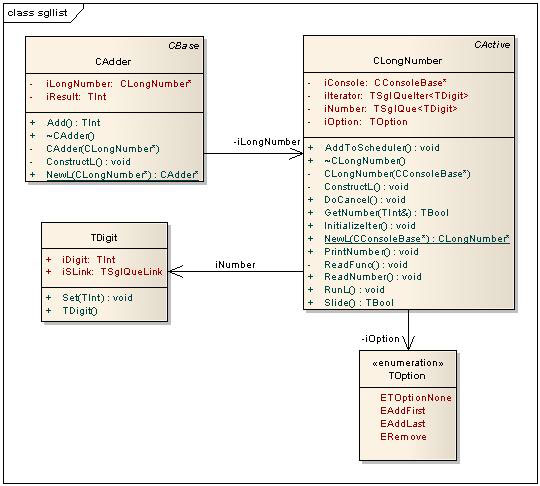 class sgllist
CBase
CAdder
- iLongNumber: CLongNumber*
- iResult: TInt
+ Add() : TInt
+ ~CAdder()
- CAdder(CLongNumber*)
- ConstructL() : void
+ NewL(CLongNumber*) : CAdder*
-iLongNumber
CActive
CLongNumber
- iConsole: CConsoleBase*
- iIterator: TSglQueIter<TDigit>
- iNumber: TSglQue<TDigit>
- iOption: TOption
+ AddToScheduler() : void
+ ~CLongNumber()
- CLongNumber(CConsoleBase*)
- ConstructL() : void
+ DoCancel() : void
+ GetNumber(TInt&) : TBool
+ InitializeIter() : void
+ NewL(CConsoleBase*) : CLongNumber*
+ PrintNumber() : void
- ReadFunc() : void
+ ReadNumber() : void
+ RunL() : void
+ Slide() : TBool
TDigit
+ iDigit: TInt
+ iSLink: TSglQueLink
+ Set(TInt) : void
+ TDigit()
iNumber
-iOption
«enumeration»
TOption
ETOptionNone
EAddFirst
EAddLast
ERemove